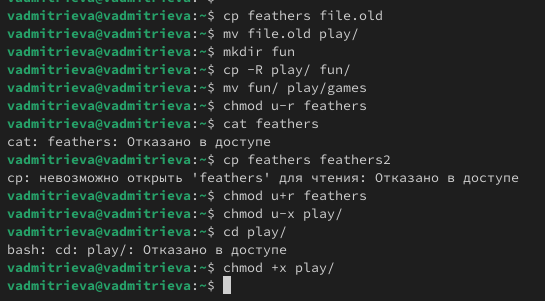 vadmitrieva@vadmitrieva:~$ cp feathers file.old
vadmitrieva@vadmitrieva:~$ mv file.old play/
vadmitrieva@vadmitrieva:~$ mkdir fun
vadmitrieva@vadmitrieva:~$ cp -R play/ fun/
vadmitrieva@vadmitrieva:~$ mv fun/ play/games
vadmitrieva@vadmitrieva:~$ chmod u-r feathers
vadmitrieva@vadmitrieva:~$ cat feathers
cat: feathers: Отказано в доступе
vadmitrieva@vadmitrieva:~$ cp feathers feathers2
cp: невозможно открыть 'feathers' для чтения: Отказано в доступе
vadmitrieva@vadmitrieva:~$ chmod u+r feathers
vadmitrieva@vadmitrieva:~$ chmod u-x play/
vadmitrieva@vadmitrieva:~$ cd play/
bash: cd: play/: Отказано в доступе
vadmitrieva@vadmitrieva:~$ chmod +x play/
vadmitrieva@vadmitrieva:~$